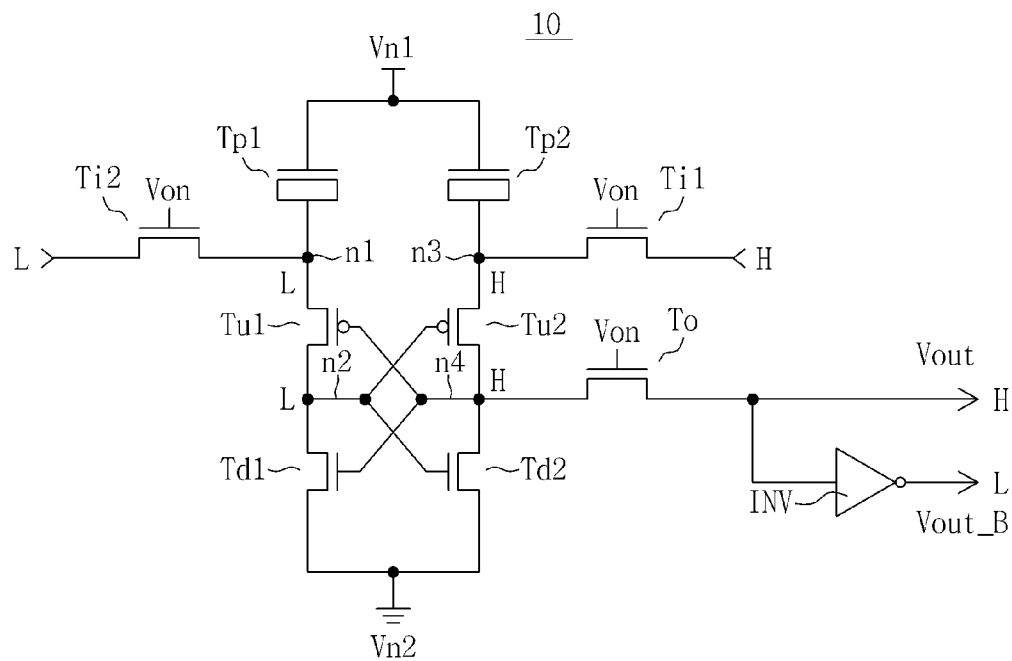 10
Vn1
Tp1 Tp2
Ti2 Von Von Ti1
L n1 n3 H
L H
Tu1 Tu2 Von To
n2 n4 Vout
L H H
Td1 Td2
INV L
Vout_B
Vn2